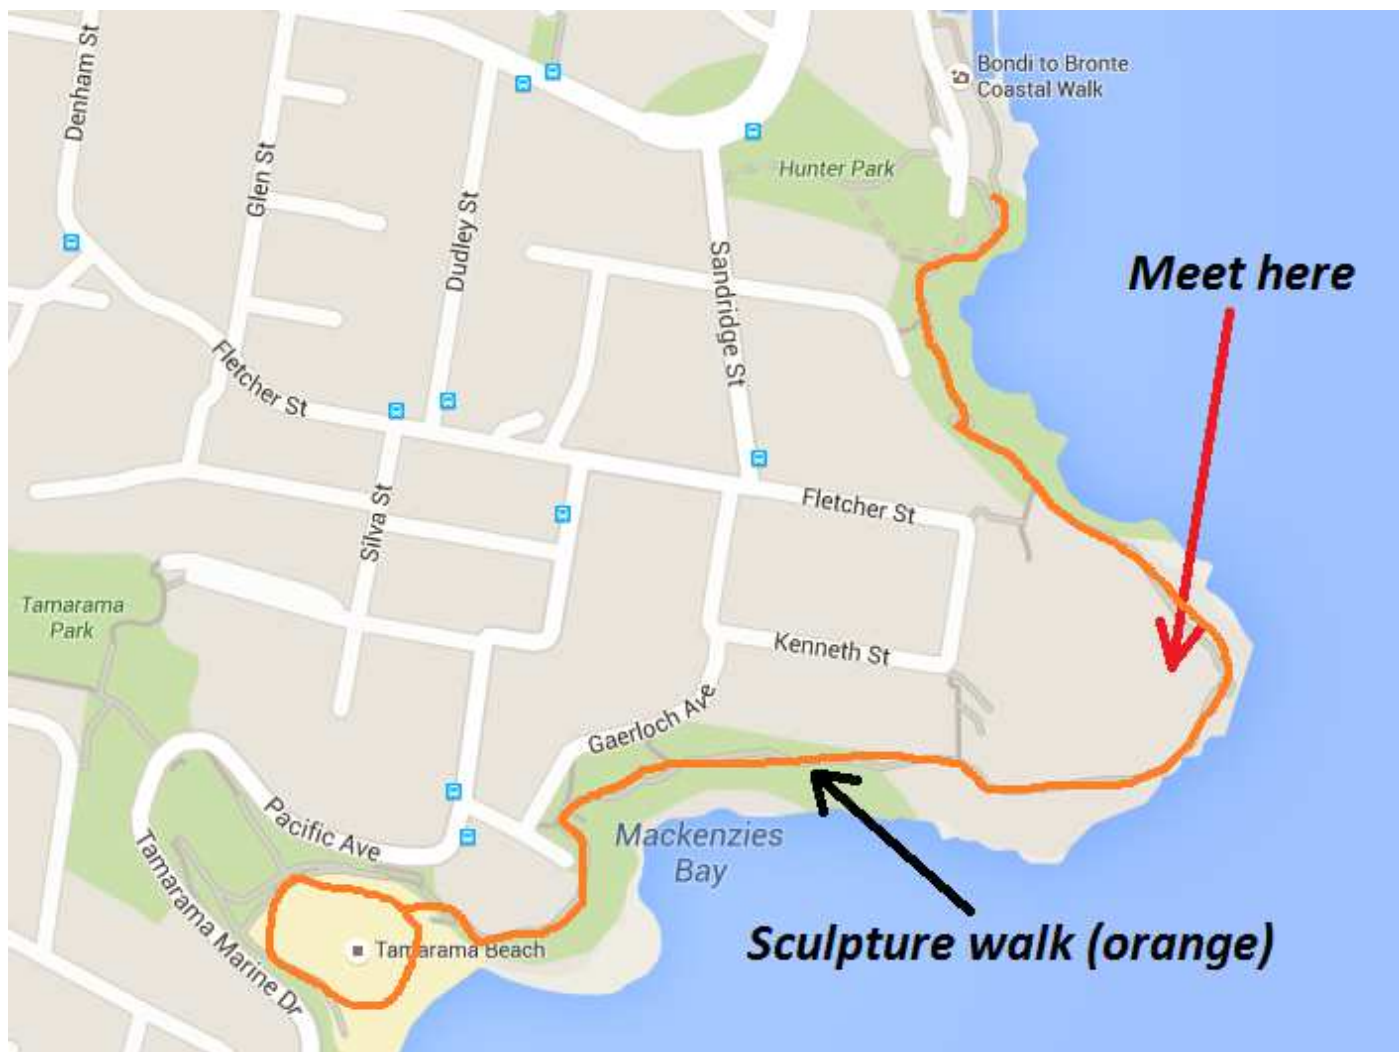 Denham St
Glen St
Dudley St
Bondi to Bronte
Coastal Walk
Hunter Park
Sandridge St
Meet here
Fletcher St
Silva St
Fletcher St
Tamarama
Park
Kenneth St
Gaerloch Ave
Pacific Ave
Mackenzies
Bay
Tamarama Marine Dr
Tamarama Beach
Sculpture walk (orange)